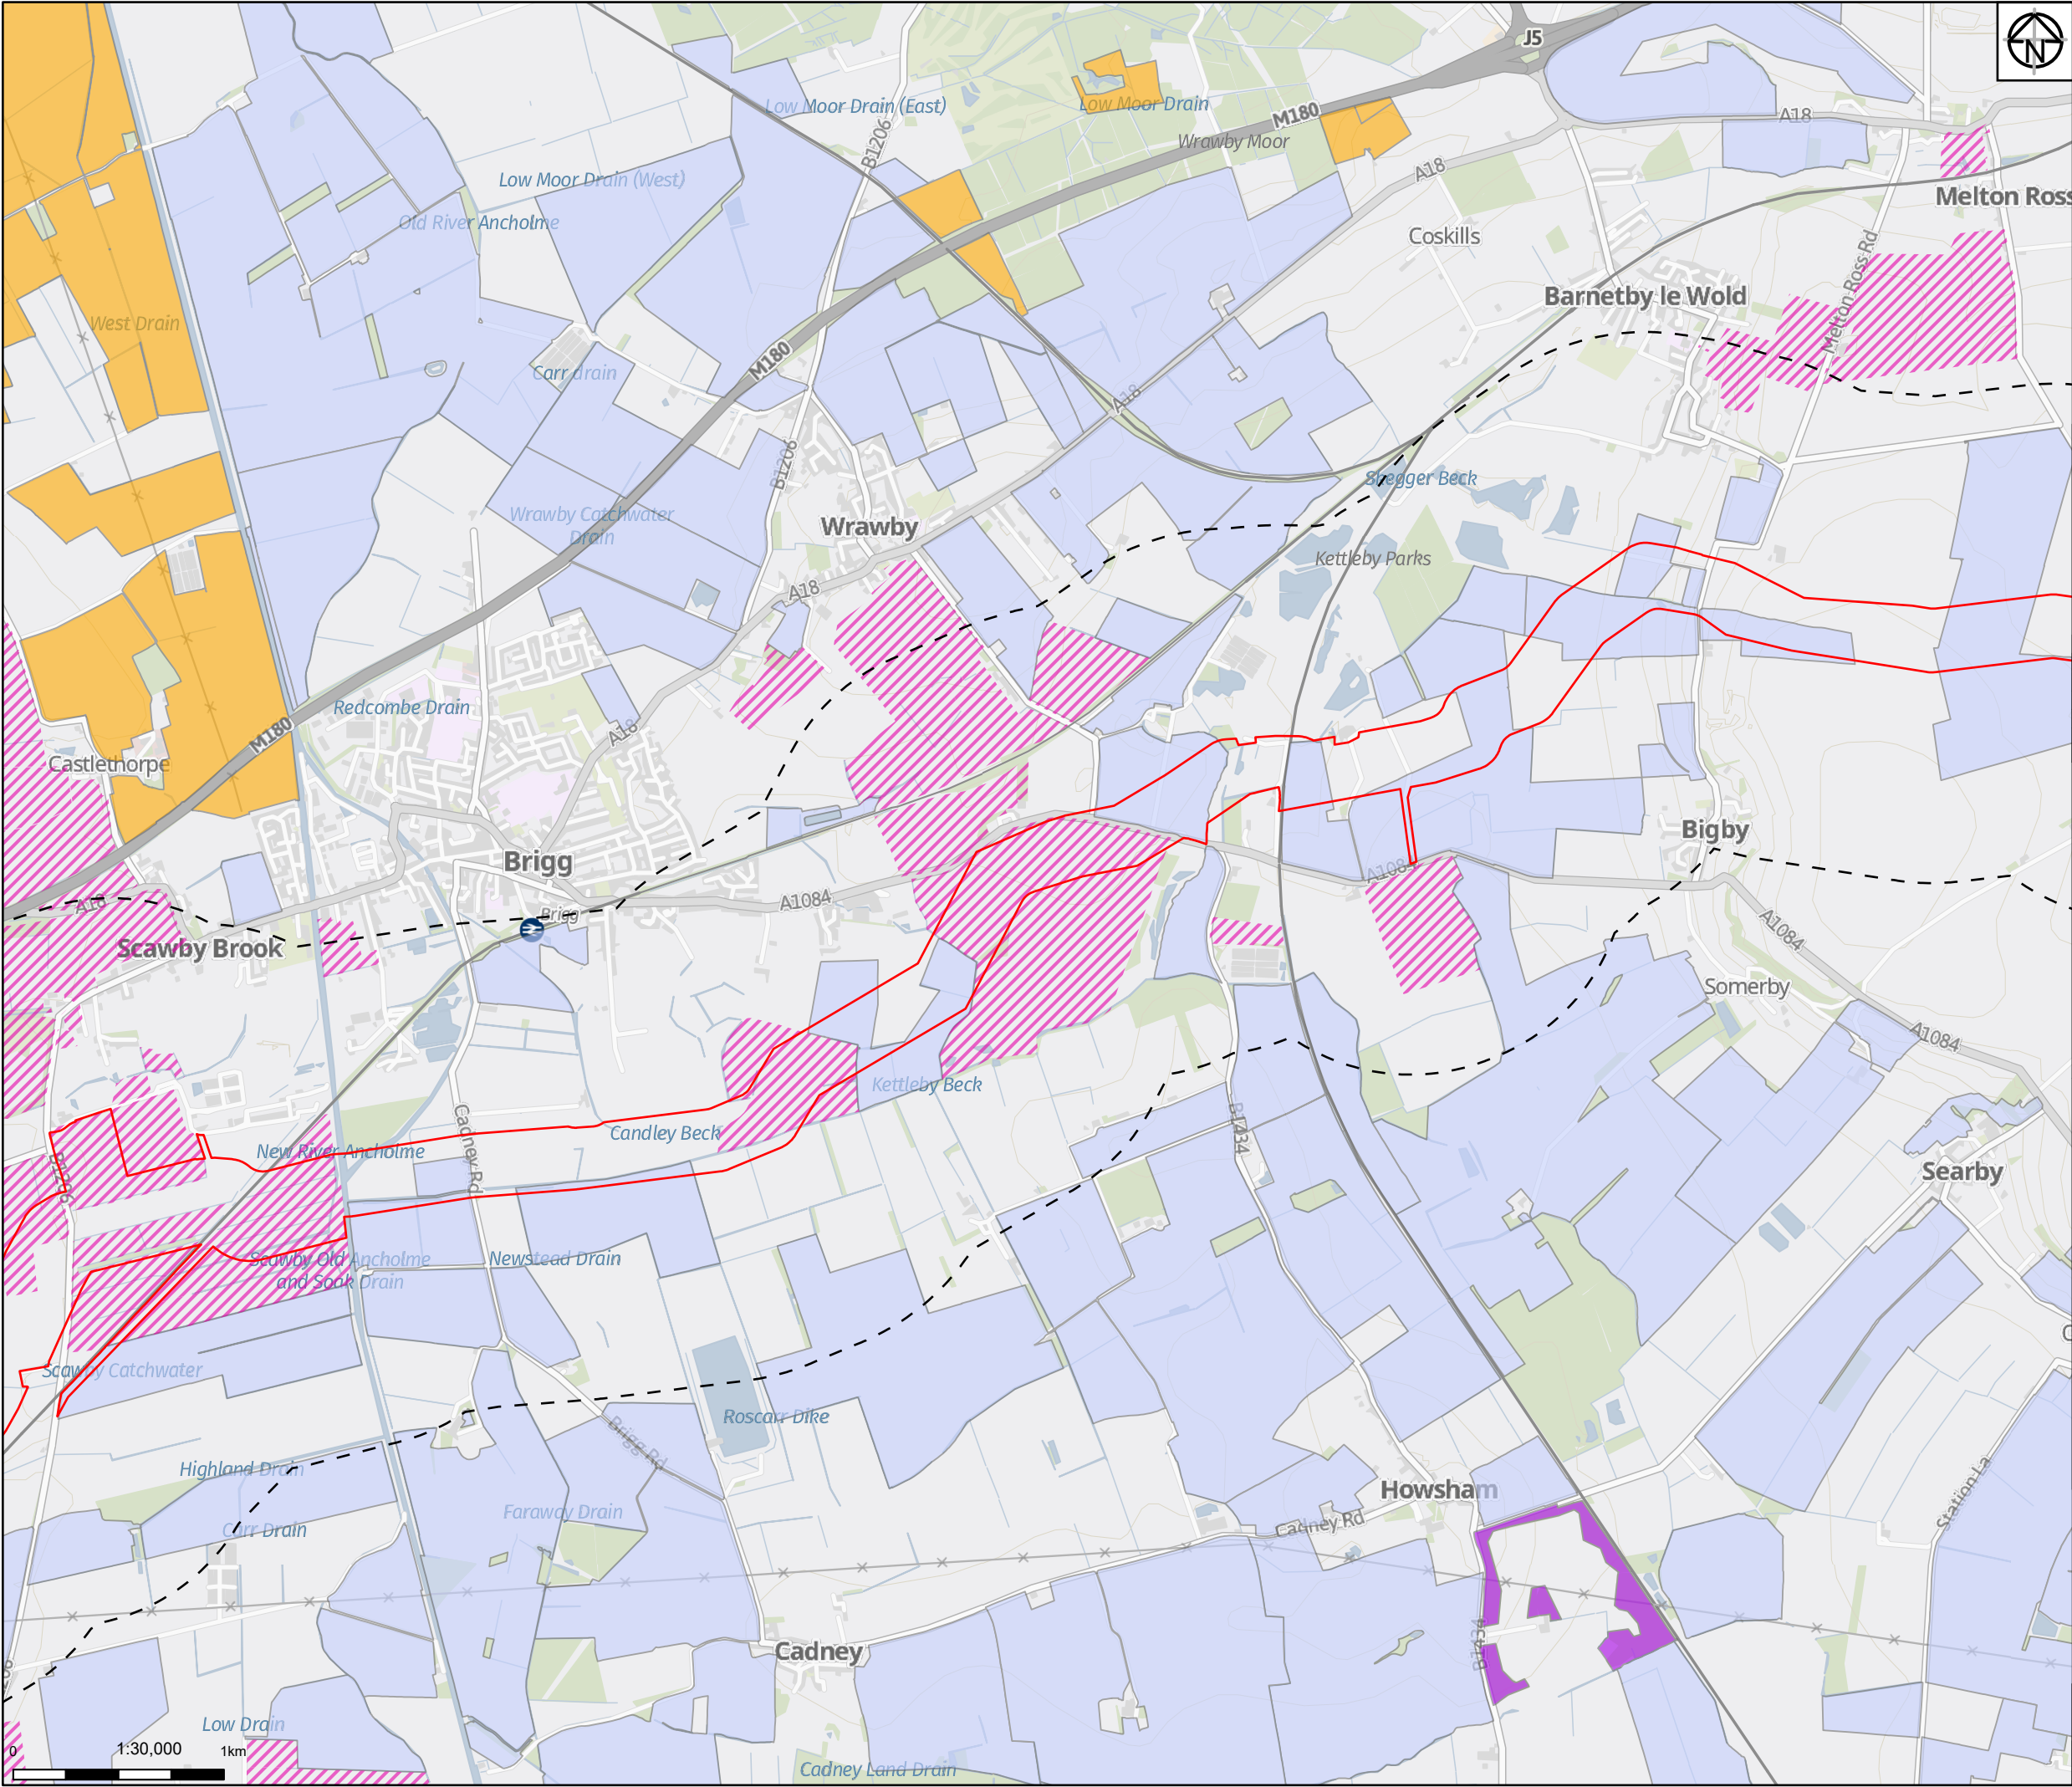 J5
N
Low Moor Drain (East)
Low Moor Drain
M180
A18
B1206
Wrawby Moor
A18
Low Moor Drain (West)
Melton Ross
Old River Ancholme
Coskills
Melton Ross Rd
Barnetby le Wold
West Drain
M180
Carr drain
A18
B1206
Skegger Beck
Wrawby Catchwater
Drain
Wrawby
Kettleby Parks
A18
Redcombe Drain
M180
A18
Castlethorpe
Bigby
Brigg
A1084
A1084
A18
Brigg
Scawby Brook
A1084
Somerby
A1084
Kettleby Beck
Cadney Rd
Candley Beck
B1434
New River Ancholme
B1206
Searby
Scawby Old Ancholme
and Soak Drain
Newstead Drain
Scawby Catchwater
Roscarr Dike
Brigg Rd
Highland Drain
Howsham
Station La
Faraway Drain
Carr Drain
Cadney Rd
B1434
Cadney
Low Drain
0
1:30,000
1km
Cadney Land Drain